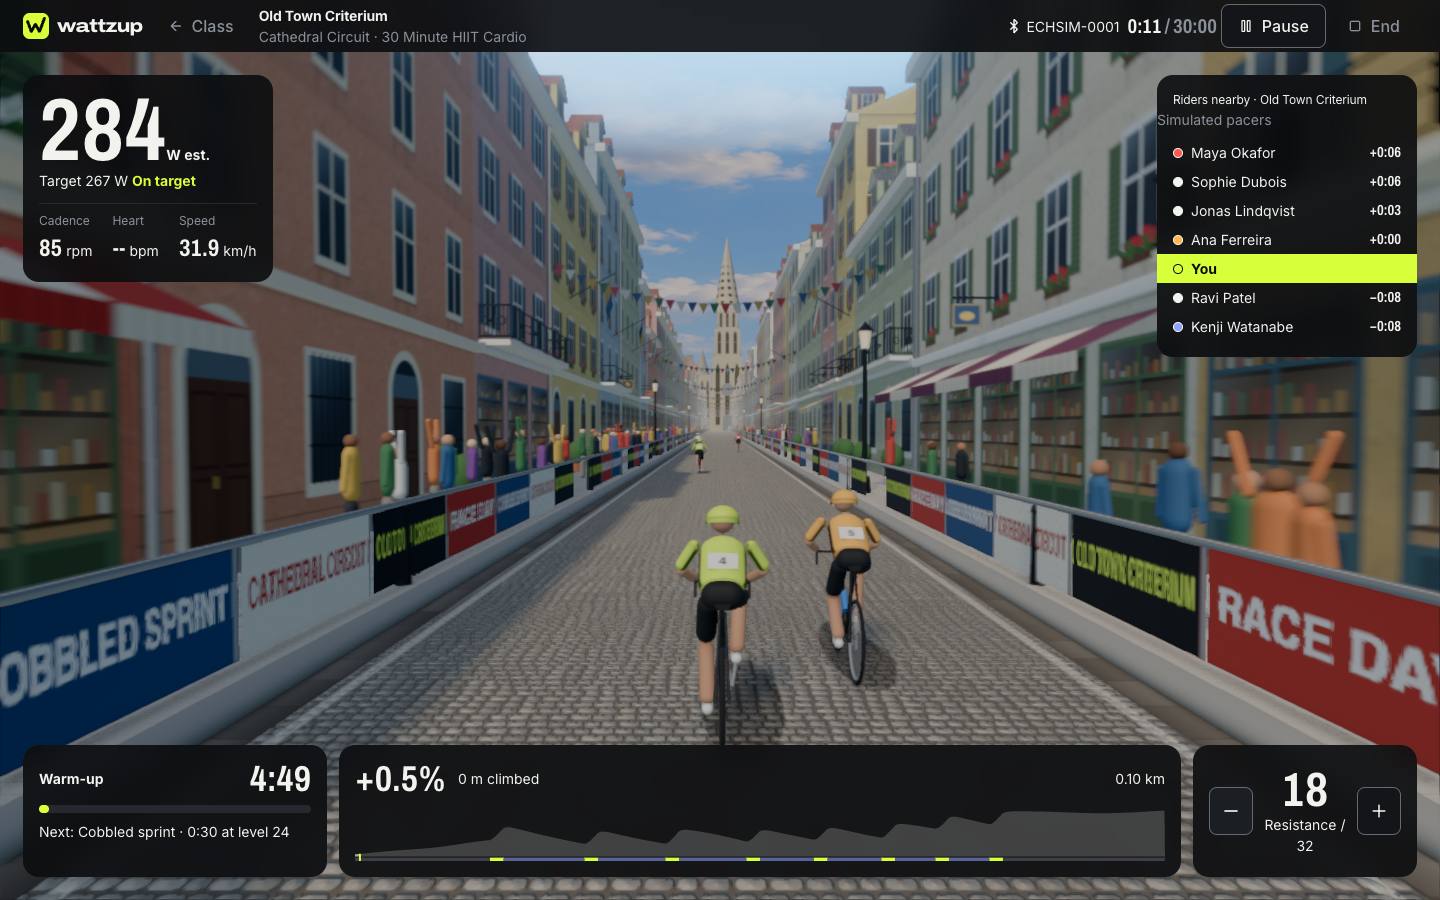 wattzup
Class
Old Town Criterium
Cathedral Circuit · 30 Minute HIIT Cardio
ECHSIM-0001 0:11 / 30:00
Pause
End
284 W est.
Target 267 W On target
Cadence Heart Speed
85 rpm -- bpm 31.9 km/h
Riders nearby · Old Town Criterium
Simulated pacers
Maya Okafor +0:06
Sophie Dubois +0:06
Jonas Lindqvist +0:03
Ana Ferreira +0:00
You
Ravi Patel −0:08
Kenji Watanabe −0:08
4
5
OBBLED SPRINT
CATHEDRAL CIRCUIT
OLD TOWN CRITERIUM
RACE DAY
Warm-up 4:49
Next: Cobbled sprint · 0:30 at level 24
+0.5% 0 m climbed 0.10 km
− 18 +
Resistance /
32